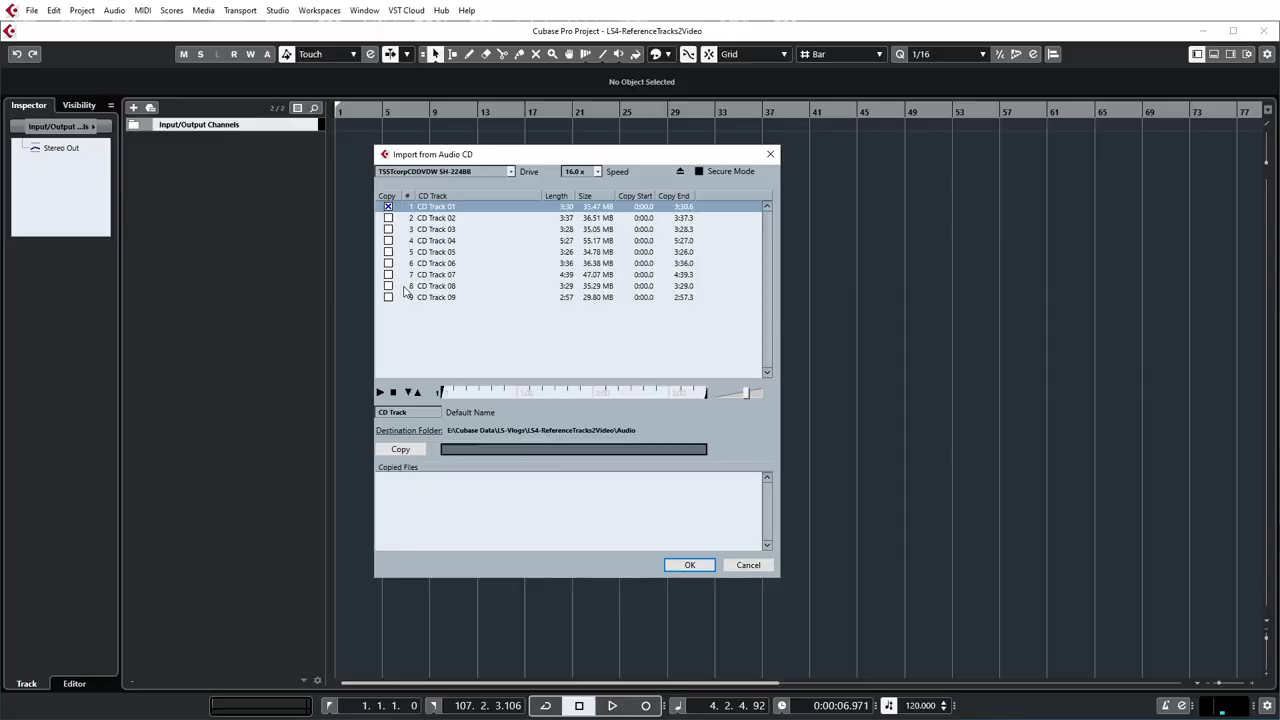 File Edit Project Audio MIDI Scores Media Transport Studio Workspaces Window VST Cloud Hub Help
Cubase Pro Project - LS4-ReferenceTracks2Video
M S L R W A Touch Grid Bar Q 1/16
No Object Selected
Inspector Visibility 2/2 1 5 9 13 17 21 25 29 33 37 41 45 49 53 57 61 65 69 73 77
Input/Output ...ls Input/Output Channels
Stereo Out
Import from Audio CD
TSSTcorpCDDVDW SH-224BB Drive 16.0 x Speed Secure Mode
Copy # CD Track Length Size Copy Start Copy End
1 CD Track 01 3:30 35.47 MB 0:00.0 3:30.6
2 CD Track 02 3:37 36.51 MB 0:00.0 3:37.3
3 CD Track 03 3:28 35.05 MB 0:00.0 3:28.3
4 CD Track 04 5:27 55.17 MB 0:00.0 5:27.0
5 CD Track 05 3:26 34.78 MB 0:00.0 3:26.0
6 CD Track 06 3:36 36.38 MB 0:00.0 3:36.0
7 CD Track 07 4:39 47.07 MB 0:00.0 4:39.3
8 CD Track 08 3:29 35.29 MB 0:00.0 3:29.0
9 CD Track 09 2:57 29.80 MB 0:00.0 2:57.3
1 1:00 2:00 3:00
CD Track Default Name
Destination Folder: E:\Cubase Data\LS-Vlogs\LS4-ReferenceTracks2Video\Audio
Copy
Copied Files
OK Cancel
Track Editor
1. 1. 1. 0 107. 2. 3.106 4. 2. 4. 92 0:00:06.971 120.000